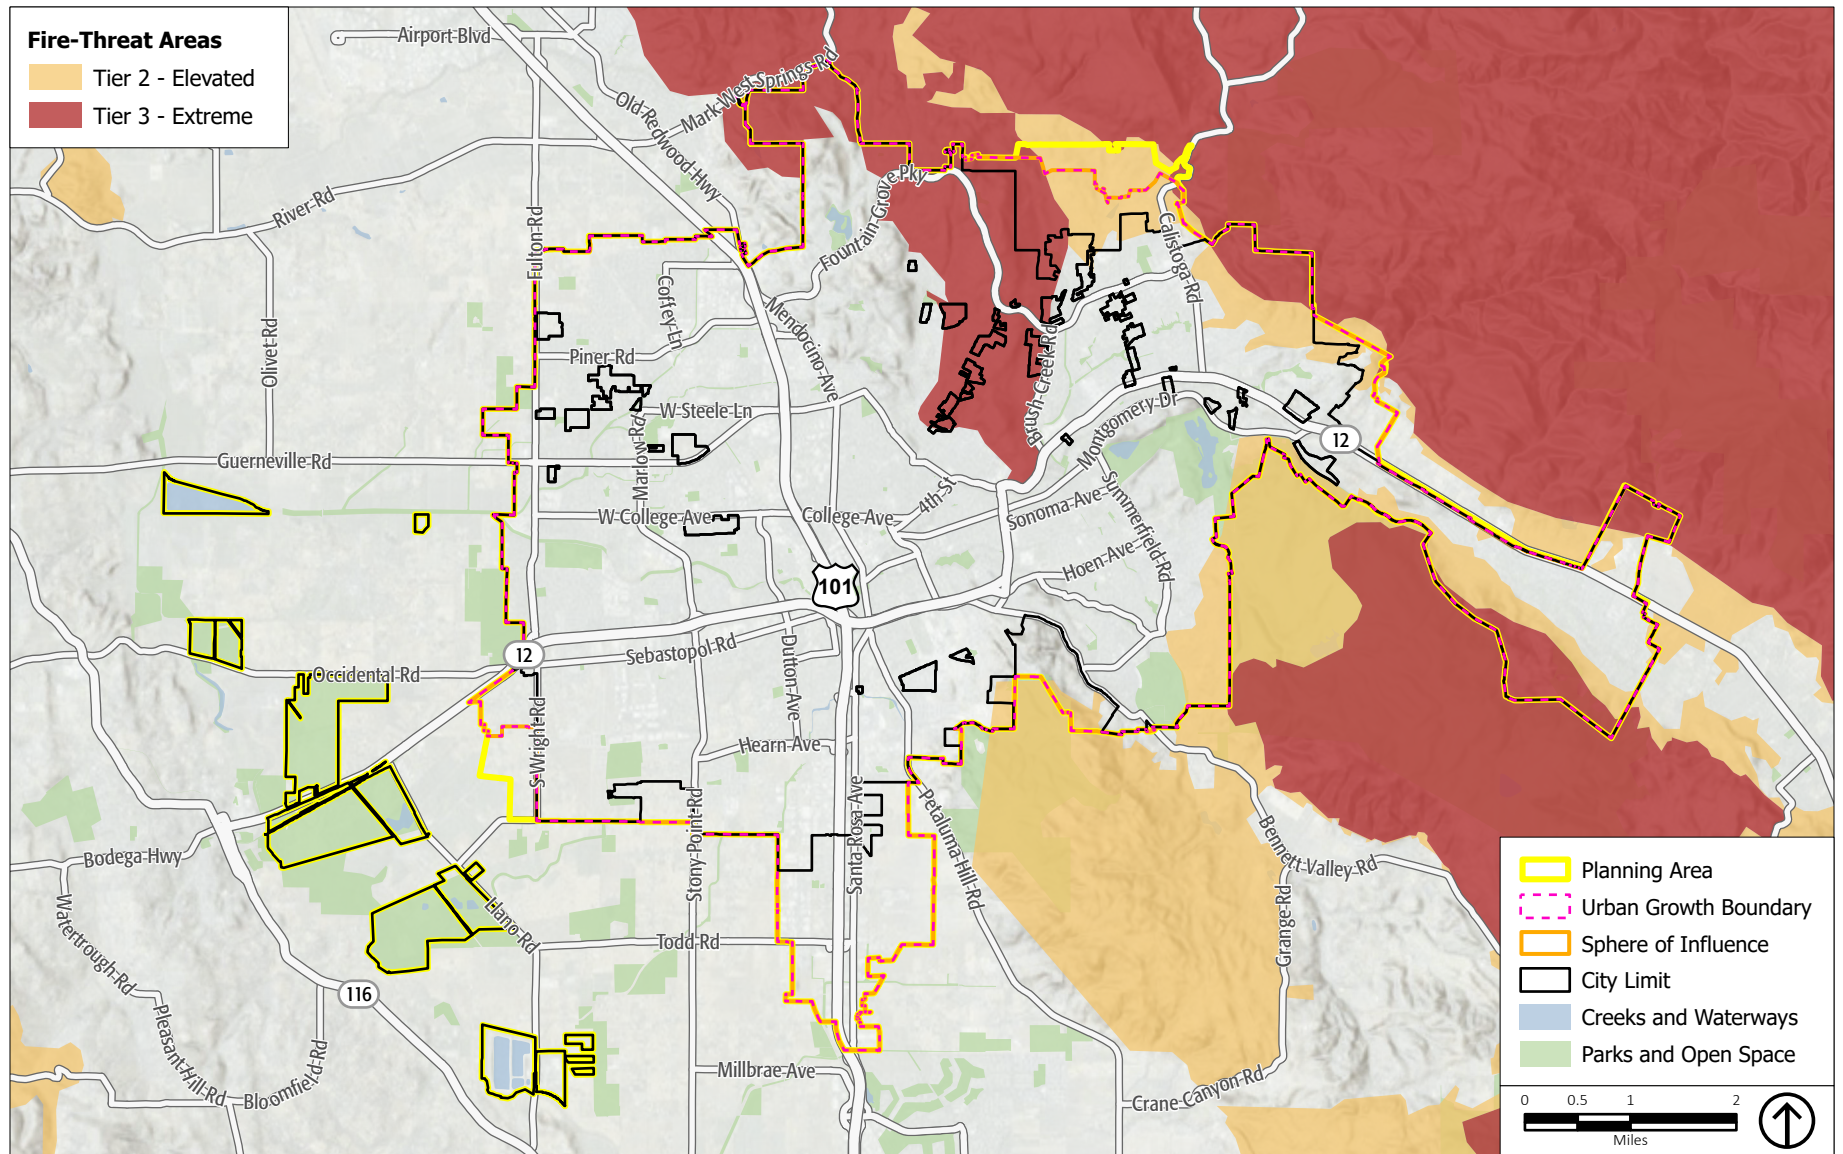 Fire-Threat Areas
Tier 2 - Elevated
Tier 3 - Extreme
Airport Blvd
Old Redwood Hwy
Mark West Springs Rd
River Rd
Fulton Rd
Fountain Grove Pky
Calistoga Rd
Olivet Rd
Coffey Ln
Mendocino Ave
Piner Rd
Brush Creek Rd
W Steele Ln
Marlow Rd
Montgomery Dr
12
Guerneville Rd
4th St
Summerfield Rd
W College Ave
College Ave
Sonoma Ave
Hoen Ave
101
12
Sebastopol Rd
Dutton Ave
Occidental Rd
S Wright Rd
Hearn Ave
Stony Point Rd
Santa Rosa Ave
Petaluma Hill Rd
Bennett Valley Rd
Bodega Hwy
Llano Rd
Watertrough Rd
Todd Rd
Grange Rd
116
Pleasant Hill Rd
Bloomfield Rd
Millbrae Ave
Crane Canyon Rd
Planning Area
Urban Growth Boundary
Sphere of Influence
City Limit
Creeks and Waterways
Parks and Open Space
0 0.5 1 2
Miles